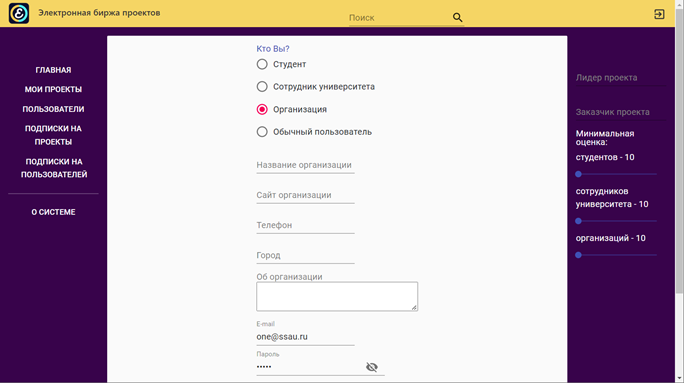 Электронная биржа проектов
Поиск
ГЛАВНАЯ
МОИ ПРОЕКТЫ
ПОЛЬЗОВАТЕЛИ
ПОДПИСКИ НА
ПРОЕКТЫ
ПОДПИСКИ НА
ПОЛЬЗОВАТЕЛЕЙ
О СИСТЕМЕ
Кто Вы?
Студент
Сотрудник университета
Организация
Обычный пользователь
Название организации
Сайт организации
Телефон
Город
Об организации
E-mail
one@ssau.ru
Пароль
•••••
Лидер проекта
Заказчик проекта
Минимальная
оценка:
студентов - 10
сотрудников
университета - 10
организаций - 10